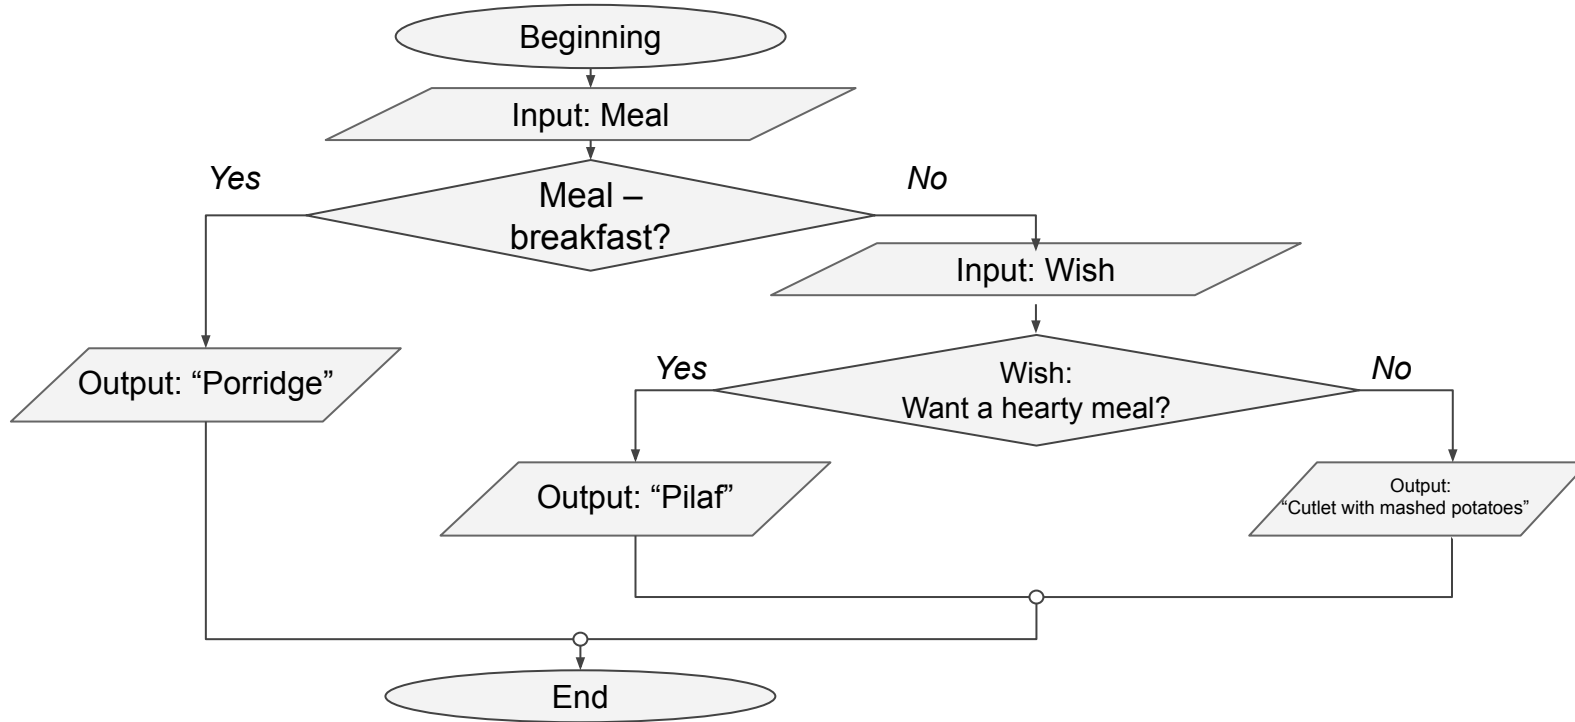 Beginning
Input: Meal
Yes
No
Meal –
breakfast?
Input: Wish
Output: “Porridge”
Yes
No
Wish:
Want a hearty meal?
Output: “Pilaf”
Output:
“Cutlet with mashed potatoes”
End